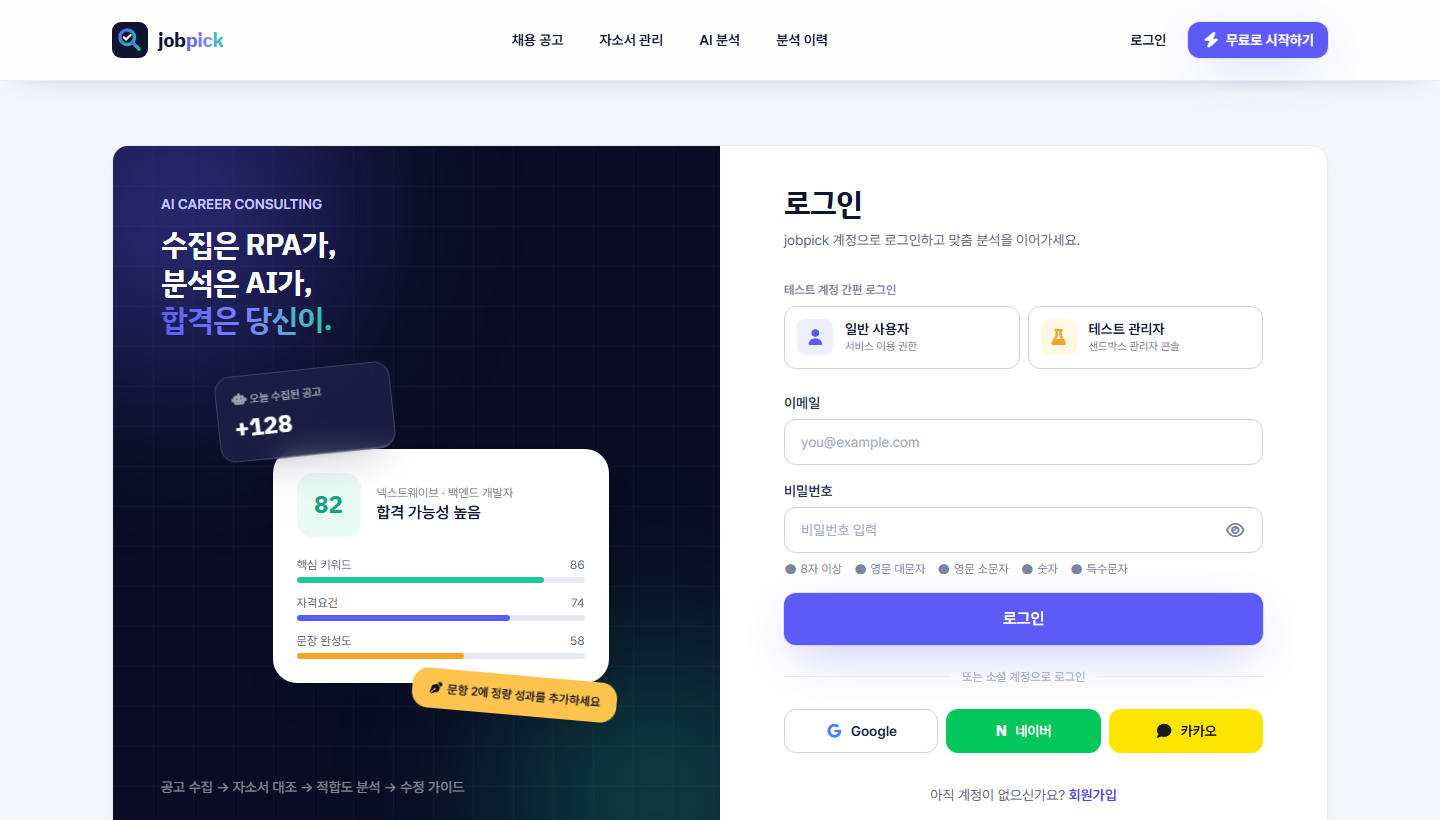 jobpick
채용 공고
자소서 관리
AI 분석
분석 이력
로그인
무료로 시작하기
AI CAREER CONSULTING
수집은 RPA가,
분석은 AI가,
합격은 당신이.
오늘 수집된 공고
+128
82
넥스트웨이브 · 백엔드 개발자
합격 가능성 높음
핵심 키워드 86
자격요건 74
문장 완성도 58
문항 2에 정량 성과를 추가하세요
공고 수집 → 자소서 대조 → 적합도 분석 → 수정 가이드
로그인
jobpick 계정으로 로그인하고 맞춤 분석을 이어가세요.
테스트 계정 간편 로그인
일반 사용자
서비스 이용 권한
테스트 관리자
샌드박스 관리자 콘솔
이메일
you@example.com
비밀번호
비밀번호 입력
8자 이상 영문 대문자 영문 소문자 숫자 특수문자
로그인
또는 소셜 계정으로 로그인
G Google
N 네이버
카카오
아직 계정이 없으신가요? 회원가입